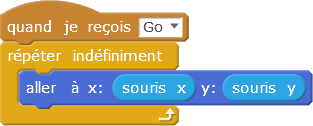 quand je reçois Go
répéter indéfiniment
aller à x: souris x y: souris y